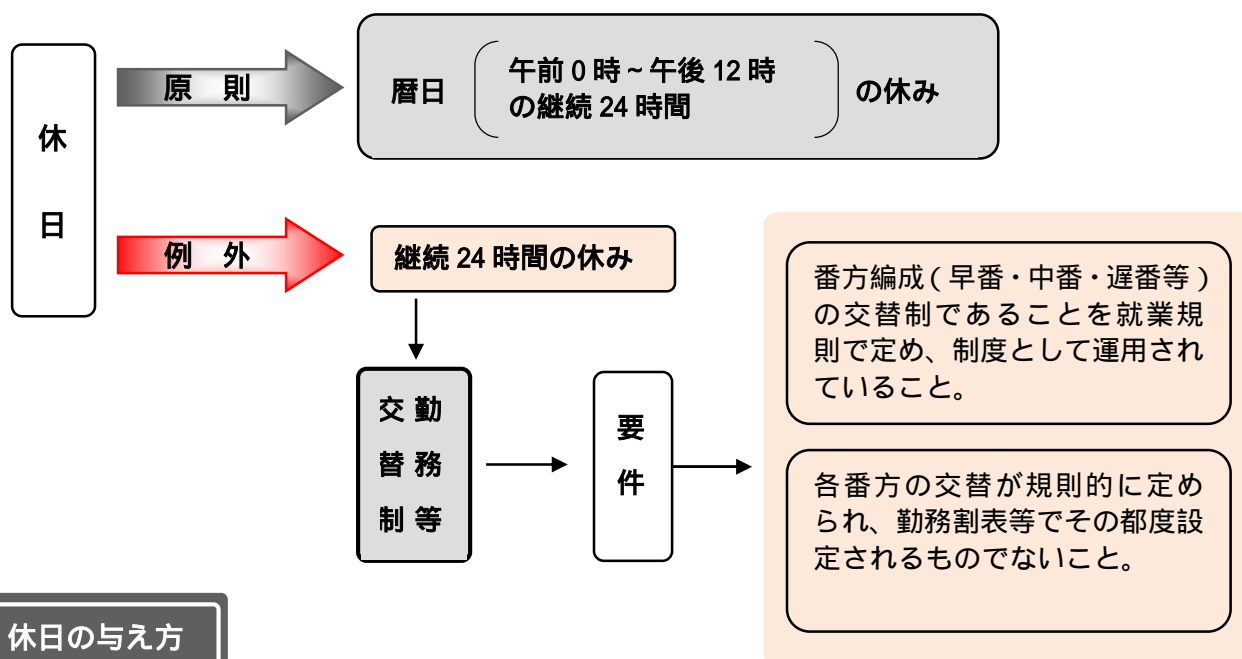 休日
原 則
暦日 午前0時~午後12時 の休み
の継続24時間
例 外
継続24時間の休み
交替制
勤務等
要件
番方編成(早番・中番・遅番等)
の交替制であることを就業規
則で定め、制度として運用され
ていること。
各番方の交替が規則的に定め
られ、勤務割表等でその都度設
定されるものでないこと。
休日の与え方